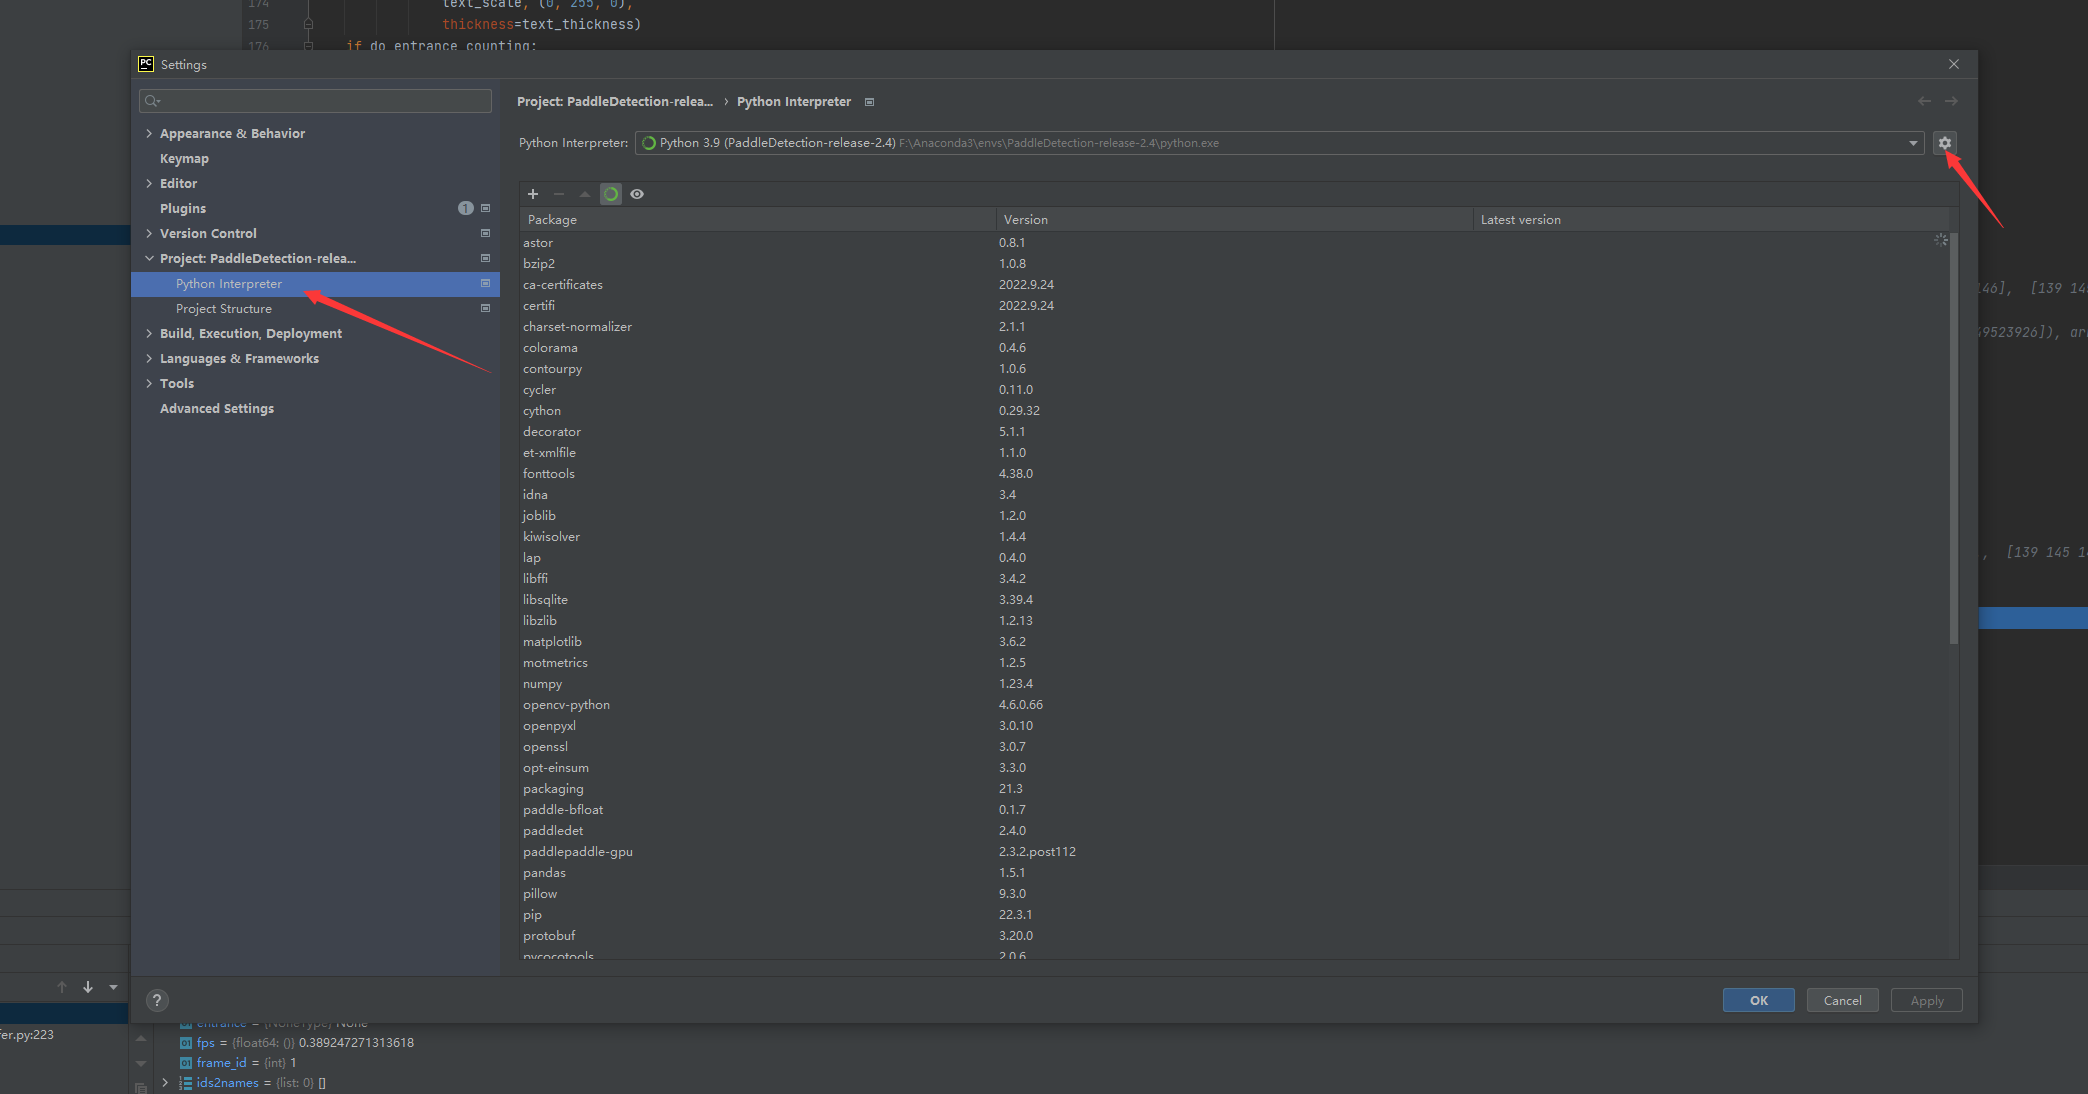 174
text_scale, (0, 255, 0),
175
thickness=text_thickness)
176
if do_entrance_counting:
PC Settings
Project: PaddleDetection-relea... › Python Interpreter
Appearance & Behavior
Keymap
Editor
Plugins 1
Version Control
Project: PaddleDetection-relea...
Python Interpreter
Project Structure
Build, Execution, Deployment
Languages & Frameworks
Tools
Advanced Settings
Python Interpreter: Python 3.9 (PaddleDetection-release-2.4) F:\Anaconda3\envs\PaddleDetection-release-2.4\python.exe
Package Version Latest version
astor 0.8.1
bzip2 1.0.8
ca-certificates 2022.9.24
certifi 2022.9.24
charset-normalizer 2.1.1
colorama 0.4.6
contourpy 1.0.6
cycler 0.11.0
cython 0.29.32
decorator 5.1.1
et-xmlfile 1.1.0
fonttools 4.38.0
idna 3.4
joblib 1.2.0
kiwisolver 1.4.4
lap 0.4.0
libffi 3.4.2
libsqlite 3.39.4
libzlib 1.2.13
matplotlib 3.6.2
motmetrics 1.2.5
numpy 1.23.4
opencv-python 4.6.0.66
openpyxl 3.0.10
openssl 3.0.7
opt-einsum 3.3.0
packaging 21.3
paddle-bfloat 0.1.7
paddledet 2.4.0
paddlepaddle-gpu 2.3.2.post112
pandas 1.5.1
pillow 9.3.0
pip 22.3.1
protobuf 3.20.0
pycocotools 2.0.6
146], [139 145
49523926]), arr
, [139 145 14
? OK Cancel Apply
fer.py:223
entrance = {NoneType} None
fps = {float64: ()} 0.389247271313618
frame_id = {int} 1
ids2names = {list: 0} []